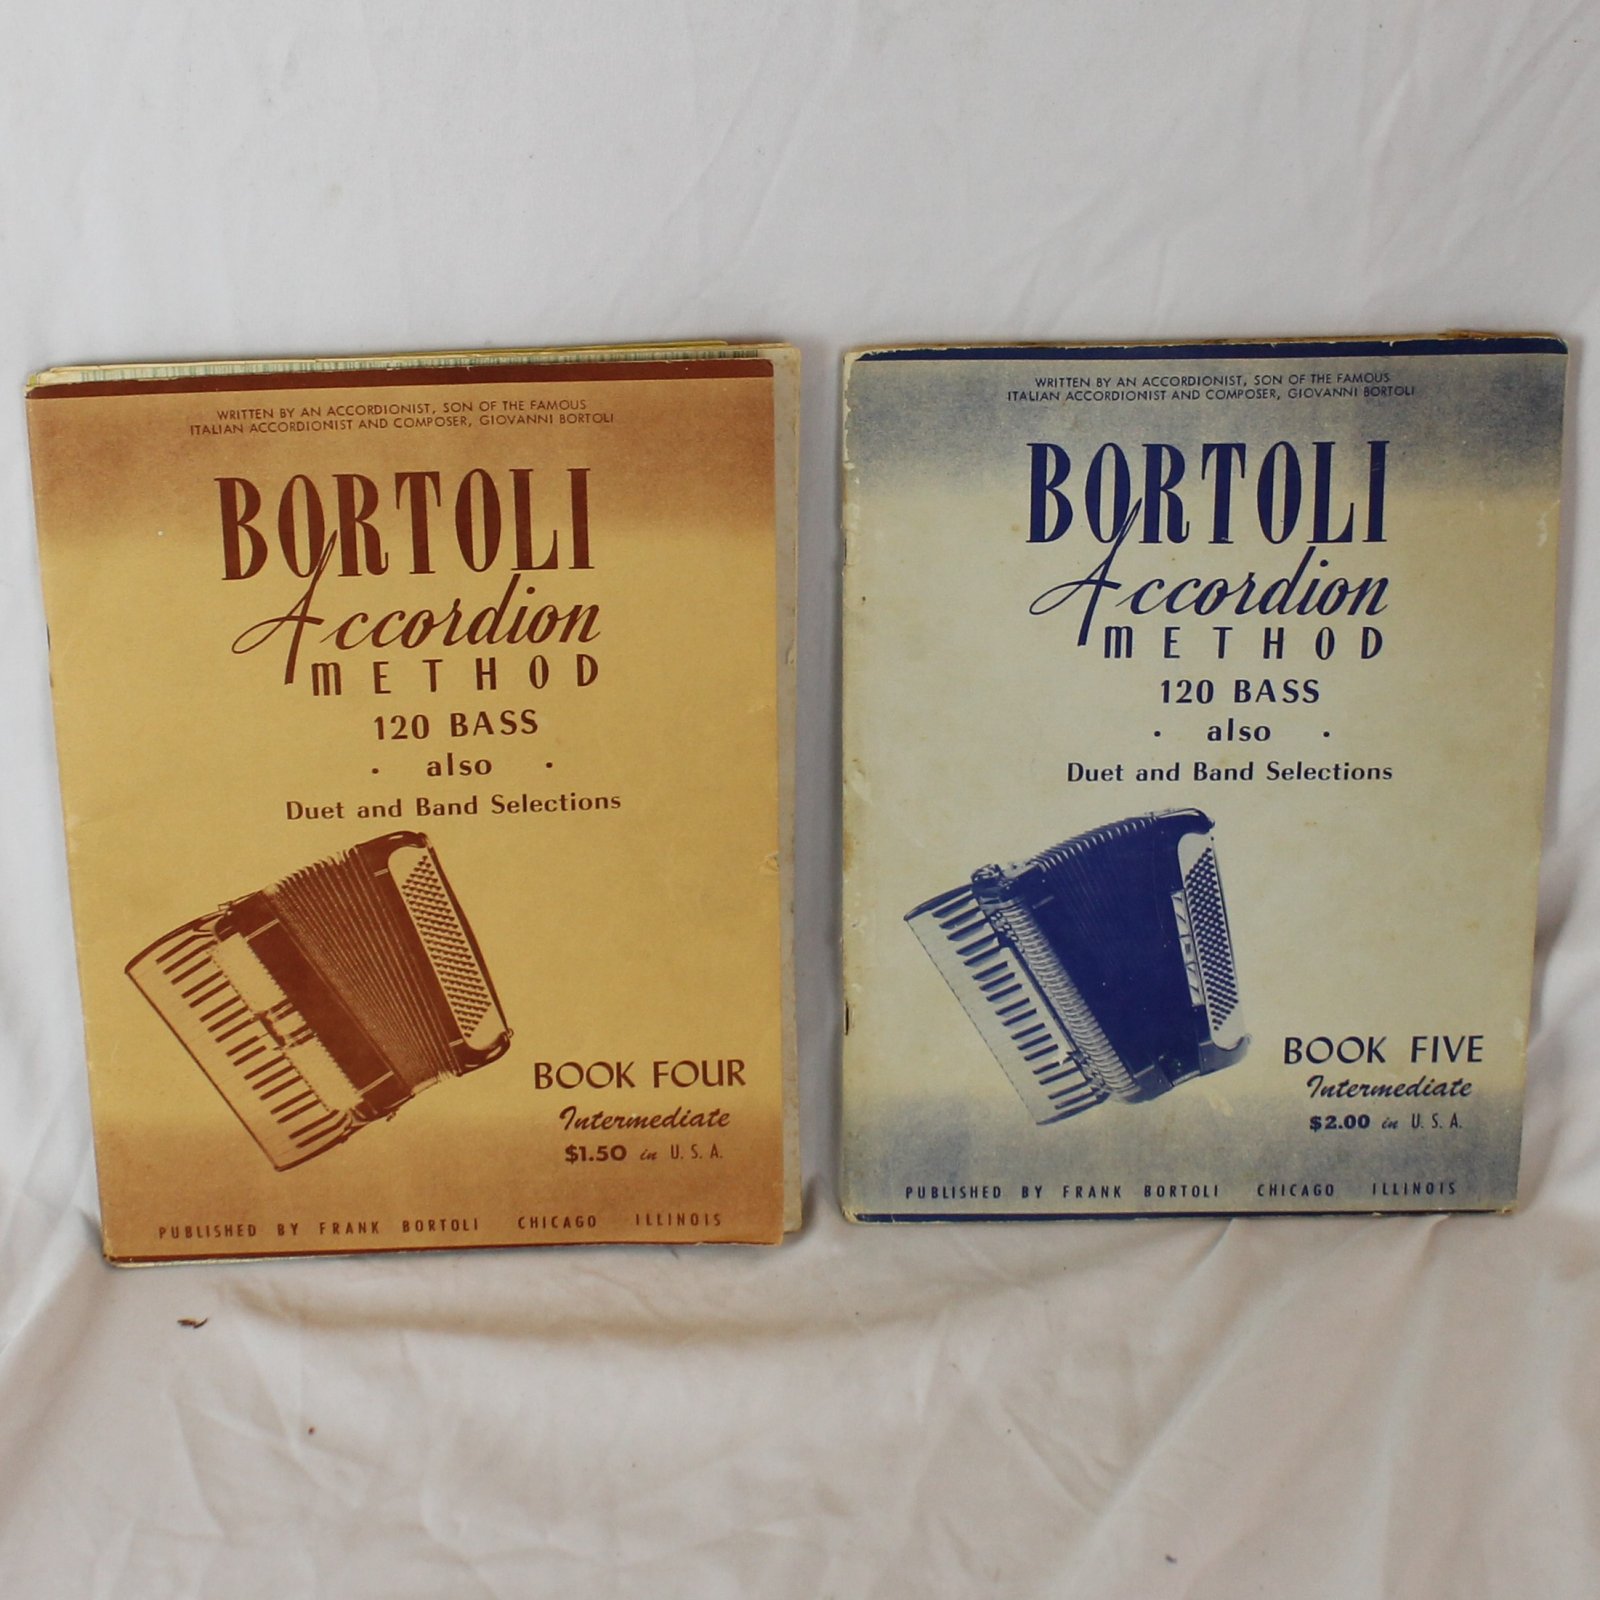 WRITTEN BY AN ACCORDIONIST, SON OF THE FAMOUS
ITALIAN ACCORDIONIST AND COMPOSER, GIOVANNI BORTOLI
BORTOLI
Accordion
METHOD
120 BASS
• also •
Duet and Band Selections
BOOK FOUR
Intermediate
$1.50 in U.S.A.
PUBLISHED BY FRANK BORTOLI CHICAGO ILLINOIS
WRITTEN BY AN ACCORDIONIST, SON OF THE FAMOUS
ITALIAN ACCORDIONIST AND COMPOSER, GIOVANNI BORTOLI
BORTOLI
Accordion
METHOD
120 BASS
• also •
Duet and Band Selections
BOOK FIVE
Intermediate
$2.00 in U.S.A.
PUBLISHED BY FRANK BORTOLI CHICAGO ILLINOIS